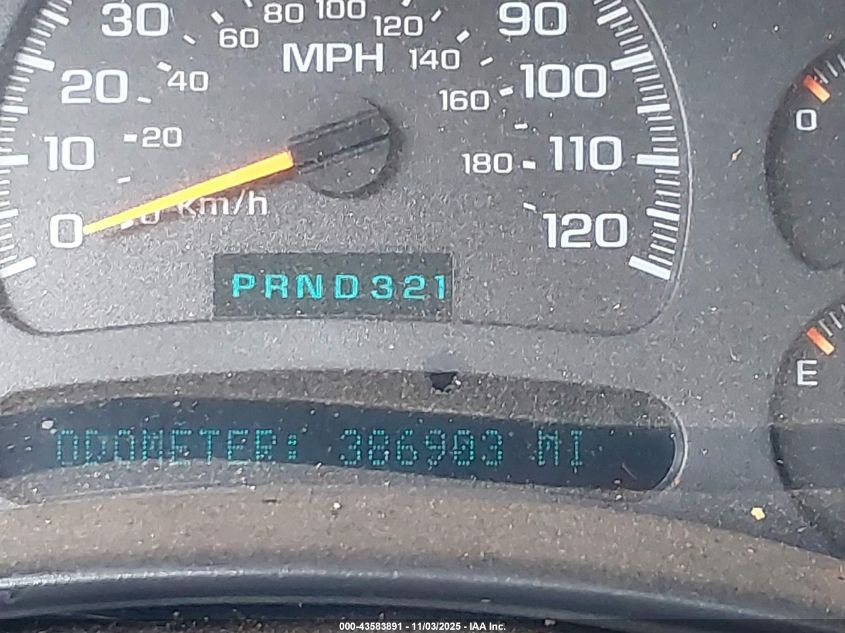 80 100
30 60 120 90
MPH 140
20 40 160 100
10 20 180 110
0 0 km/h 120
0
PRND321
E
ODOMETER: 386903 MI
000-43583891 - 11/03/2025 - IAA Inc.